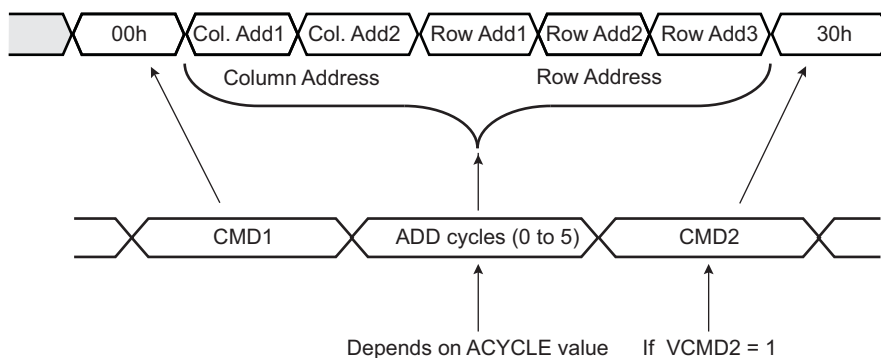 00h Col. Add1 Col. Add2 Row Add1 Row Add2 Row Add3 30h
Column Address Row Address
CMD1 ADD cycles (0 to 5) CMD2
Depends on ACYCLE value If VCMD2 = 1